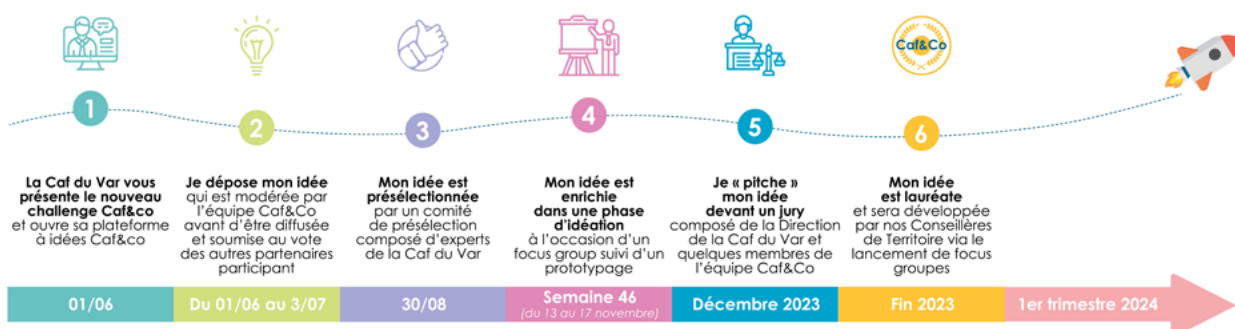 Caf&Co
1
2
3
4
5
6
La Caf du Var vous
présente le nouveau
challenge Caf&co
et ouvre sa plateforme
à idées Caf&co
Je dépose mon idée
qui est modérée par
l'équipe Caf&Co
avant d'être diffusée
et soumise au vote
des autres partenaires
participant
Mon idée est
présélectionnée
par un comité
de présélection
composé d'experts
de la Caf du Var
Mon idée est
enrichie
dans une phase
d'idéation
à l'occasion d'un
focus group suivi d'un
prototypage
Je « pitche »
mon idée
devant un jury
composé de la Direction
de la Caf du Var et
quelques membres de
l'équipe Caf&Co
Mon idée
est lauréate
et sera développée
par nos Conseillères
de Territoire via le
lancement de focus
groupes
01/06
Du 01/06 au 3/07
30/08
Semaine 46
(du 13 au 17 novembre)
Décembre 2023
Fin 2023
1er trimestre 2024